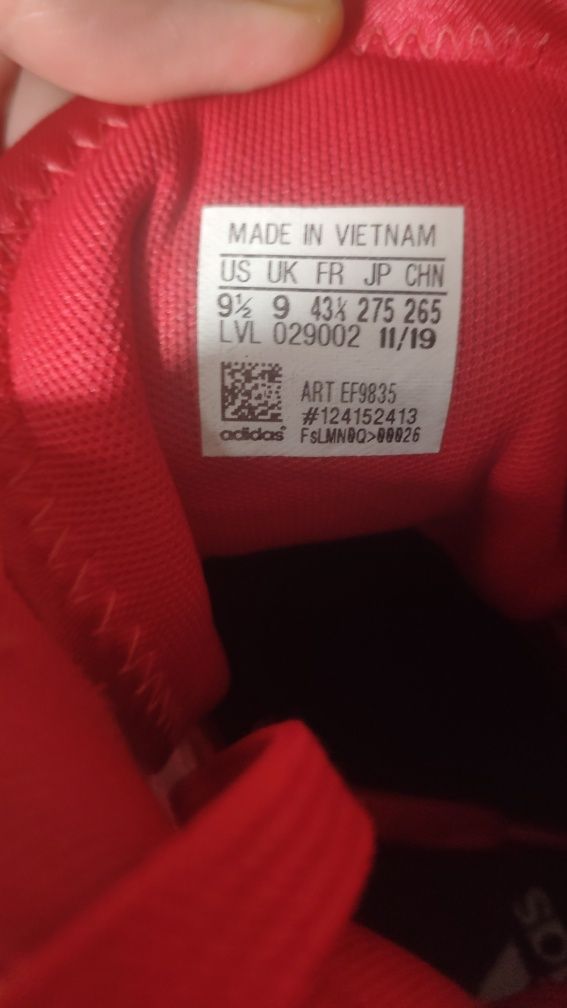 MADE IN VIETNAM
US UK FR JP CHN
9½ 9 43⅓ 275 265
LVL 029002 11/19
ART EF9835
#124152413
adidas® FsLMN0Q>00026